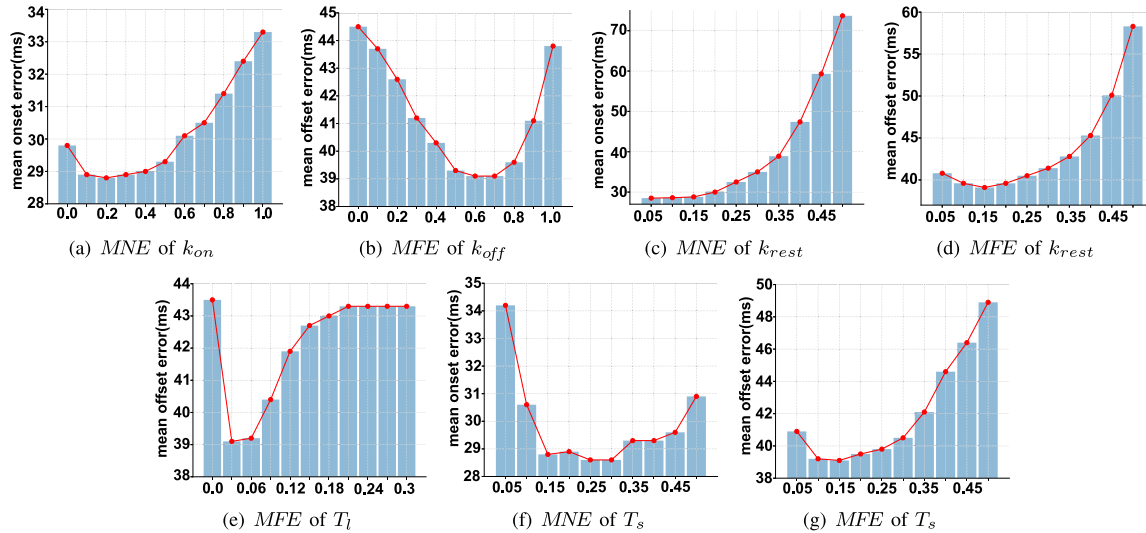 mean onset error(ms)
34
33
32
31
30
29
28
0.0 0.2 0.4 0.6 0.8 1.0
(a) MNE of k_on
mean offset error(ms)
45
44
43
42
41
40
39
38
0.0 0.2 0.4 0.6 0.8 1.0
(b) MFE of k_off
mean onset error(ms)
70
60
50
40
30
0.05 0.15 0.25 0.35 0.45
(c) MNE of k_rest
mean offset error(ms)
60
55
50
45
40
0.05 0.15 0.25 0.35 0.45
(d) MFE of k_rest
mean offset error(ms)
44
43
42
41
40
39
38
0.0 0.06 0.12 0.18 0.24 0.3
(e) MFE of T_l
mean onset error(ms)
35
34
33
32
31
30
29
28
0.05 0.15 0.25 0.35 0.45
(f) MNE of T_s
mean offset error(ms)
50
48
46
44
42
40
38
0.05 0.15 0.25 0.35 0.45
(g) MFE of T_s